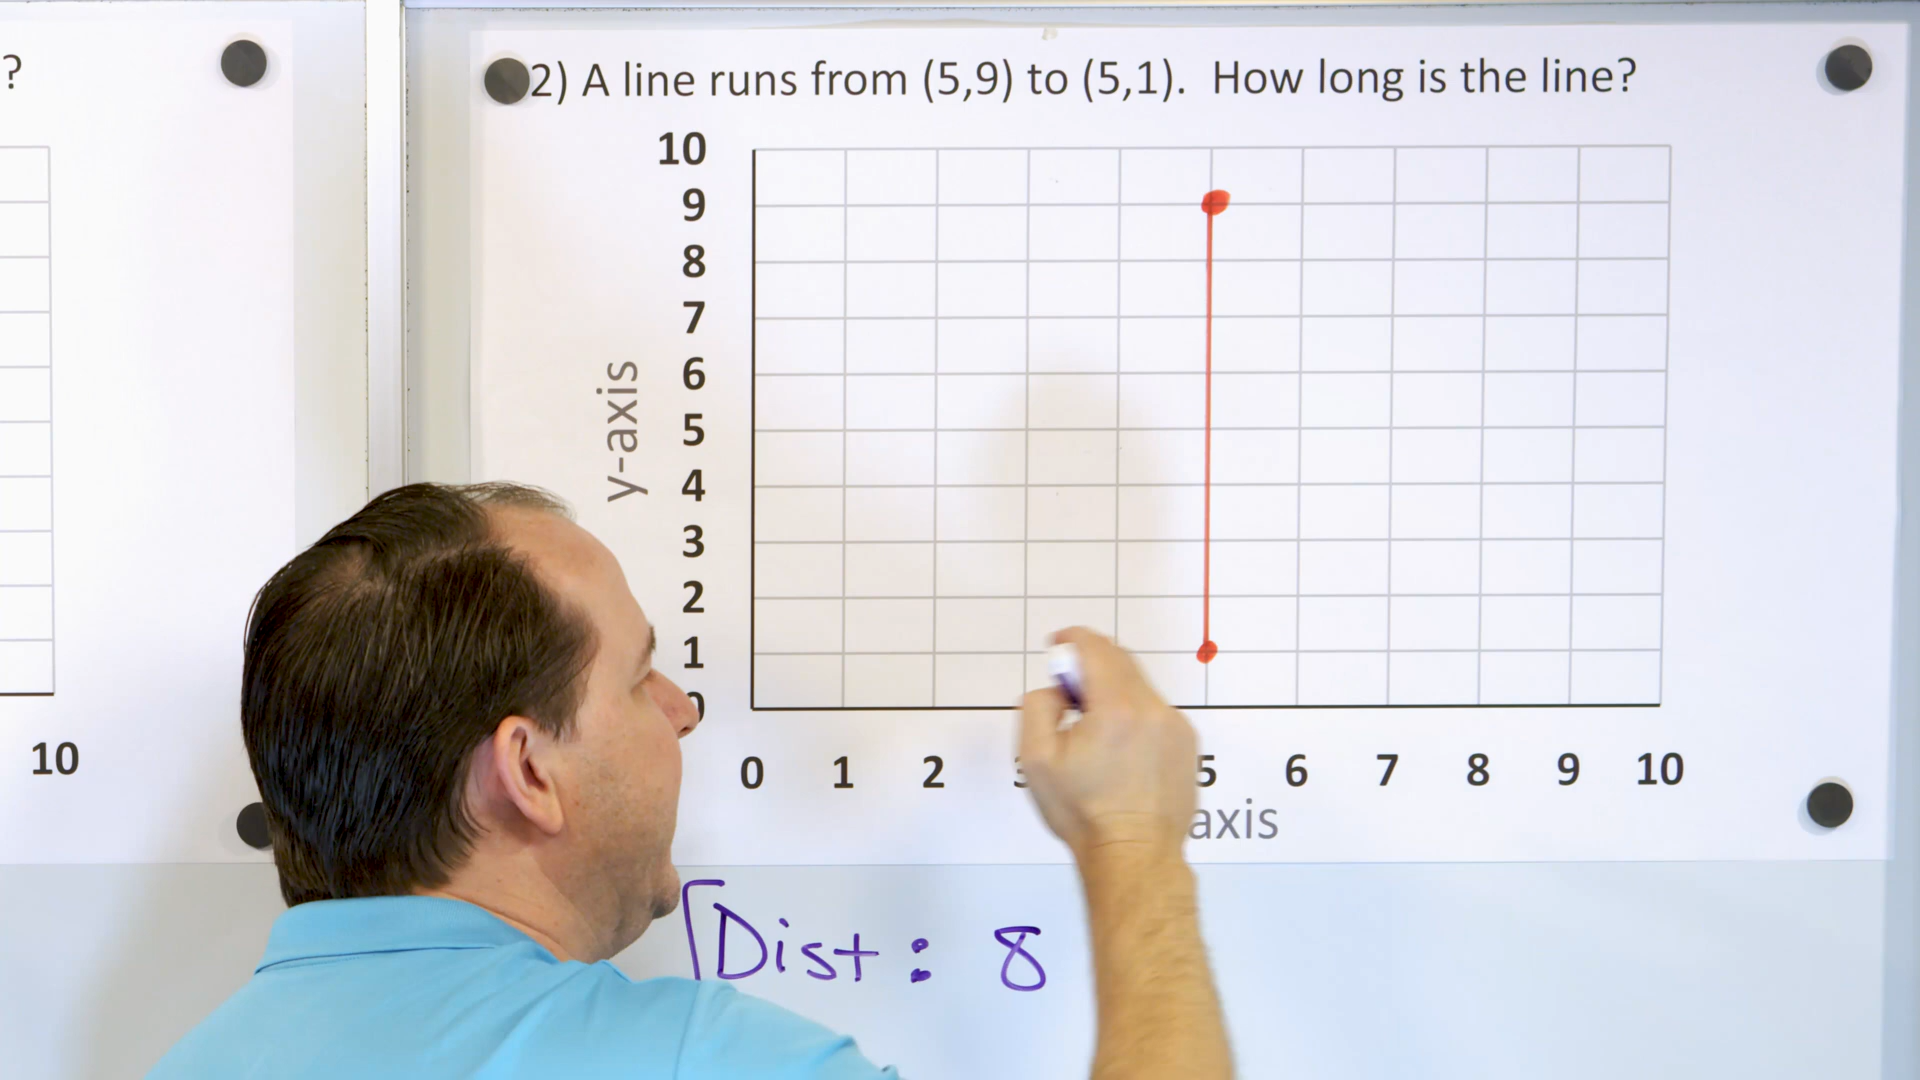 ?
10
2) A line runs from (5,9) to (5,1). How long is the line?
10
9
8
7
6
5
4
3
2
1
0
y-axis
0 1 2 3 5 6 7 8 9 10
axis
Dist : 8